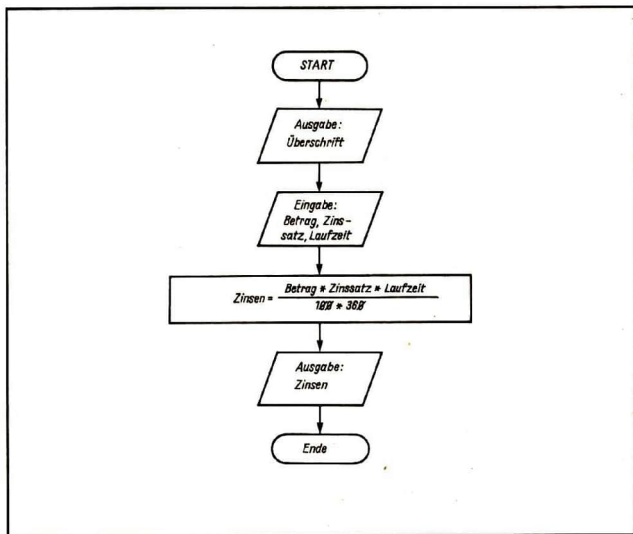 START
Ausgabe:
Überschrift
Eingabe:
Betrag, Zins-
satz, Laufzeit
Zinsen = Betrag * Zinssatz * Laufzeit
100 * 360
Ausgabe:
Zinsen
Ende